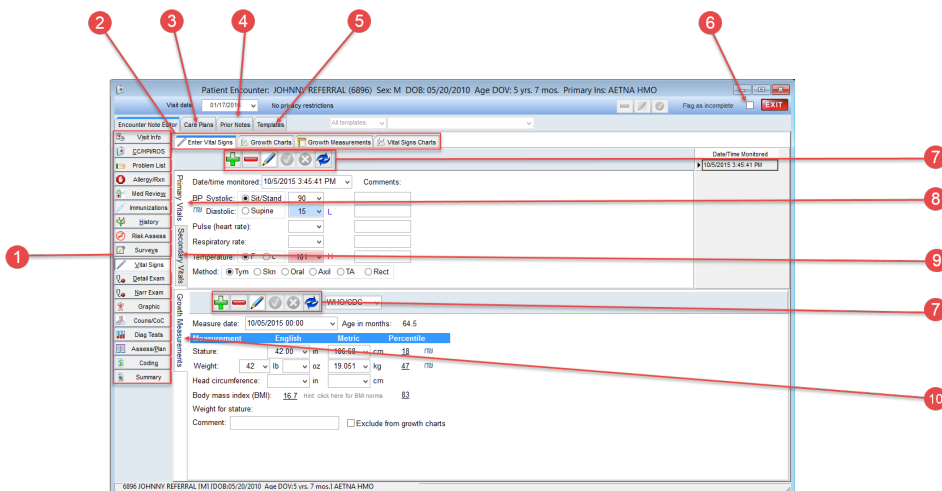 2
3
4
5
6
Patient Encounter: JOHNNY REFERRAL (6896) Sex: M DOB: 05/20/2010 Age DOV: 5 yrs. 7 mos. Primary Ins: AETNA HMO
Visit date: 01/17/2016 No privacy restrictions Flag as incomplete EXIT
Encounter Note Editor Care Plans Prior Notes Templates All templates:
Visit Info
CC/HPI/ROS
Problem List
Allergy/Rxn
Med Review
Immunizations
History
Risk Assess
Surveys
Vital Signs
Detail Exam
Narr Exam
Graphic
Couns/CoC
Diag Tests
Assess/Plan
Coding
Summary
Enter Vital Signs Growth Charts Growth Measurements Vital Signs Charts
Date/Time Monitored
10/5/2015 3:45:41 PM
Primary Vitals
Secondary Vitals
Growth Measurements
Date/time monitored: 10/5/2015 3:45:41 PM Comments:
BP Systolic: Sit/Stand 90
Diastolic: Supine 15 L
Pulse (heart rate):
Respiratory rate:
Temperature: F C 101 H
Method: Tym Skn Oral Axil TA Rect
WHO/CDC
Measure date: 10/05/2015 00:00 Age in months: 64.5
Measurement English Metric Percentile
Stature: 42.00 in 106.68 cm 18
Weight: 42 lb oz 19.051 kg 47
Head circumference: in cm
Body mass index (BMI): 16.7 Hint: click here for BMI norms 83
Weight for stature:
Comment: Exclude from growth charts
6896 JOHNNY REFERRAL [M] [DOB:05/20/2010 Age DOV:5 yrs. 7 mos.] AETNA HMO
1
7
8
9
7
10